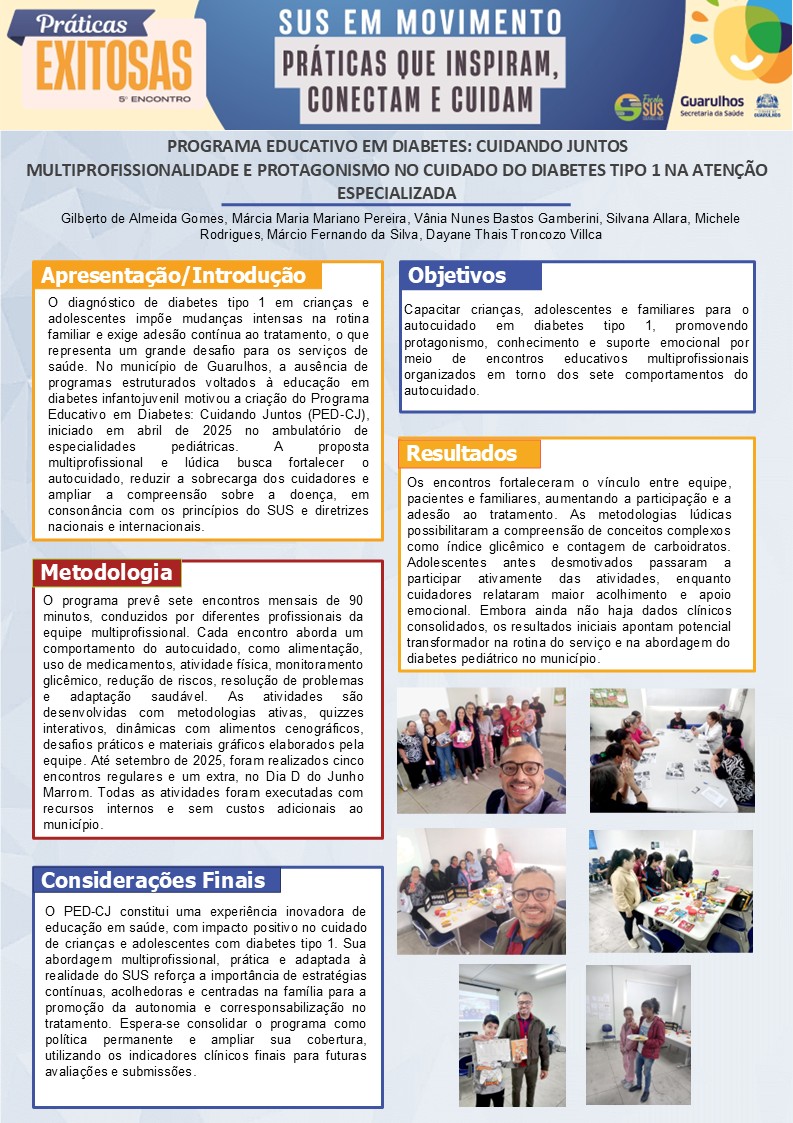 Práticas
EXITOSAS
5º ENCONTRO
SUS EM MOVIMENTO
PRÁTICAS QUE INSPIRAM,
CONECTAM E CUIDAM
Escola
SUS
Guarulhos
Secretaria da Saúde
GUARULHOS
PROGRAMA EDUCATIVO EM DIABETES: CUIDANDO JUNTOS
MULTIPROFISSIONALIDADE E PROTAGONISMO NO CUIDADO DO DIABETES TIPO 1 NA ATENÇÃO
ESPECIALIZADA
Gilberto de Almeida Gomes, Márcia Maria Mariano Pereira, Vânia Nunes Bastos Gamberini, Silvana Allara, Michele
Rodrigues, Márcio Fernando da Silva, Dayane Thais Troncozo Villca
Apresentação/Introdução
O diagnóstico de diabetes tipo 1 em crianças e
adolescentes impõe mudanças intensas na rotina
familiar e exige adesão contínua ao tratamento, o que
representa um grande desafio para os serviços de
saúde. No município de Guarulhos, a ausência de
programas estruturados voltados à educação em
diabetes infantojuvenil motivou a criação do Programa
Educativo em Diabetes: Cuidando Juntos (PED-CJ),
iniciado em abril de 2025 no ambulatório de
especialidades pediátricas. A proposta
multiprofissional e lúdica busca fortalecer o
autocuidado, reduzir a sobrecarga dos cuidadores e
ampliar a compreensão sobre a doença, em
consonância com os princípios do SUS e diretrizes
nacionais e internacionais.
Metodologia
O programa prevê sete encontros mensais de 90
minutos, conduzidos por diferentes profissionais da
equipe multiprofissional. Cada encontro aborda um
comportamento do autocuidado, como alimentação,
uso de medicamentos, atividade física, monitoramento
glicêmico, redução de riscos, resolução de problemas
e adaptação saudável. As atividades são
desenvolvidas com metodologias ativas, quizzes
interativos, dinâmicas com alimentos cenográficos,
desafios práticos e materiais gráficos elaborados pela
equipe. Até setembro de 2025, foram realizados cinco
encontros regulares e um extra, no Dia D do Junho
Marrom. Todas as atividades foram executadas com
recursos internos e sem custos adicionais ao
município.
Considerações Finais
O PED-CJ constitui uma experiência inovadora de
educação em saúde, com impacto positivo no cuidado
de crianças e adolescentes com diabetes tipo 1. Sua
abordagem multiprofissional, prática e adaptada à
realidade do SUS reforça a importância de estratégias
contínuas, acolhedoras e centradas na família para a
promoção da autonomia e corresponsabilização no
tratamento. Espera-se consolidar o programa como
política permanente e ampliar sua cobertura,
utilizando os indicadores clínicos finais para futuras
avaliações e submissões.
Objetivos
Capacitar crianças, adolescentes e familiares para o
autocuidado em diabetes tipo 1, promovendo
protagonismo, conhecimento e suporte emocional por
meio de encontros educativos multiprofissionais
organizados em torno dos sete comportamentos do
autocuidado.
Resultados
Os encontros fortaleceram o vínculo entre equipe,
pacientes e familiares, aumentando a participação e a
adesão ao tratamento. As metodologias lúdicas
possibilitaram a compreensão de conceitos complexos
como índice glicêmico e contagem de carboidratos.
Adolescentes antes desmotivados passaram a
participar ativamente das atividades, enquanto
cuidadores relataram maior acolhimento e apoio
emocional. Embora ainda não haja dados clínicos
consolidados, os resultados iniciais apontam potencial
transformador na rotina do serviço e na abordagem do
diabetes pediátrico no município.